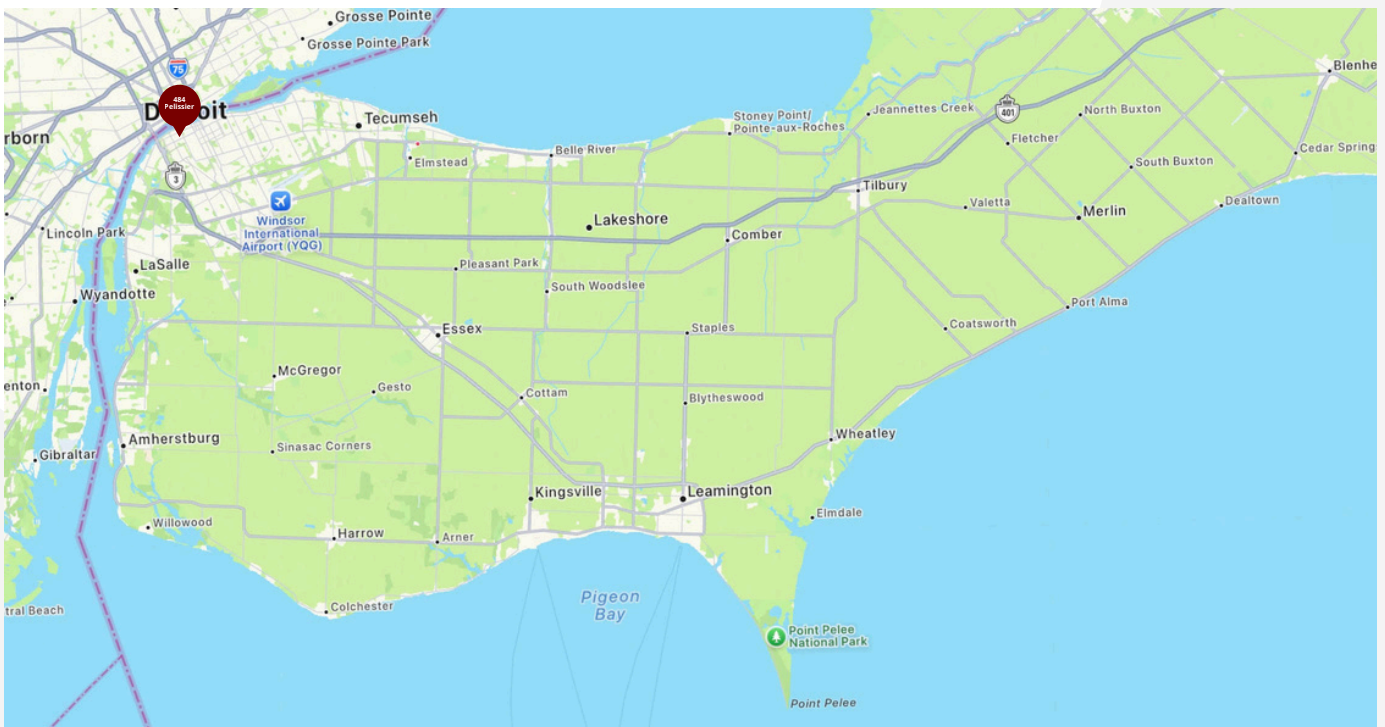 Grosse Pointe
Grosse Pointe Park
75
484
Pelissier
Detroit
rborn
Tecumseh
Elmstead
Belle River
Stoney Point/
Pointe-aux-Roches
Jeannettes Creek
401
North Buxton
Fletcher
Blenhe
Cedar Spring
South Buxton
3
Windsor
International
Airport (YQG)
Lakeshore
Tilbury
Valetta
Merlin
Dealtown
Lincoln Park
Comber
LaSalle
Pleasant Park
South Woodslee
Wyandotte
Port Alma
Essex
Staples
Coatsworth
McGregor
Gesto
enton
Cottam
Blytheswood
Amherstburg
Sinasac Corners
Wheatley
Gibraltar
Kingsville
Leamington
Willowood
Harrow
Arner
Elmdale
tral Beach
Colchester
Pigeon
Bay
Point Pelee
National Park
Point Pelee